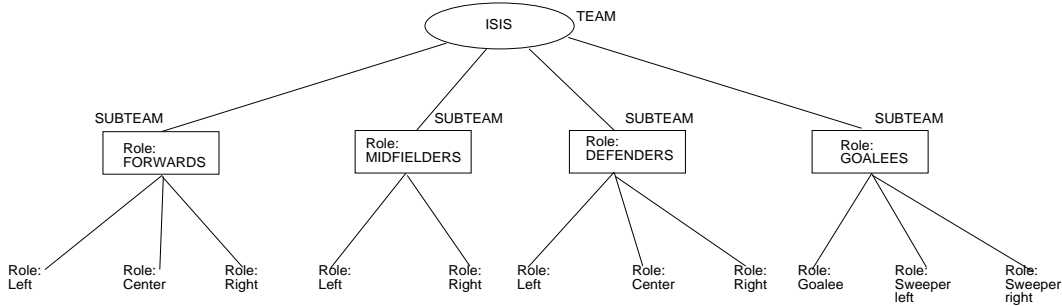 ISIS
TEAM
SUBTEAM
Role:
FORWARDS
SUBTEAM
Role:
MIDFIELDERS
SUBTEAM
Role:
DEFENDERS
SUBTEAM
Role:
GOALEES
Role:
Left
Role:
Center
Role:
Right
Role:
Left
Role:
Right
Role:
Left
Role:
Center
Role:
Right
Role:
Goalee
Role:
Sweeper
left
Role:
Sweeper
right